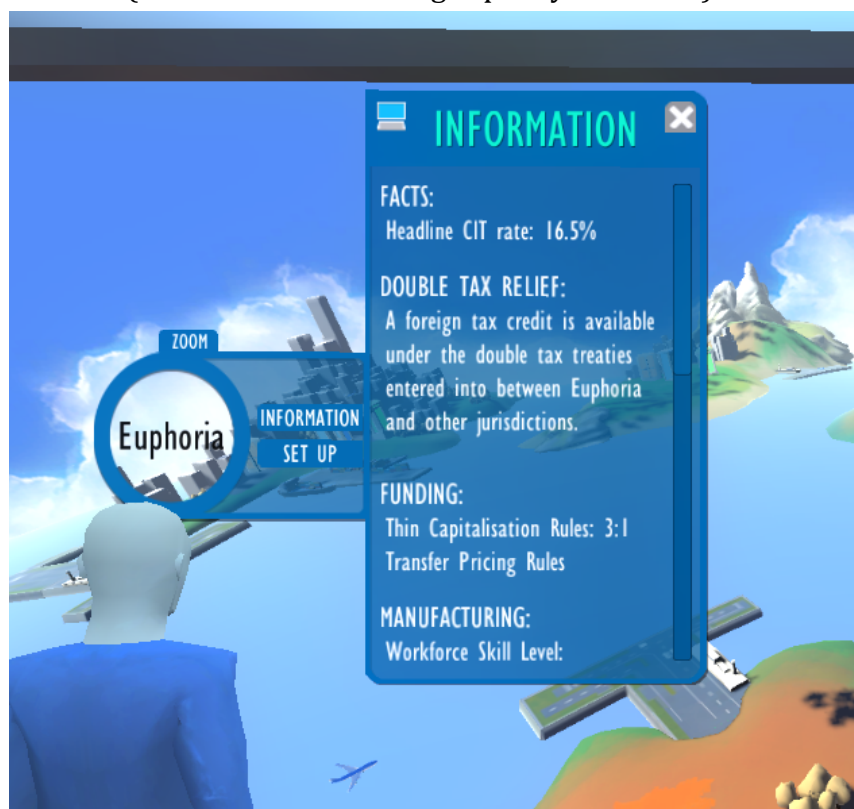 INFORMATION
FACTS:
Headline CIT rate: 16.5%
DOUBLE TAX RELIEF:
A foreign tax credit is available
under the double tax treaties
entered into between Euphoria
and other jurisdictions.
FUNDING:
Thin Capitalisation Rules: 3:1
Transfer Pricing Rules
MANUFACTURING:
Workforce Skill Level:
ZOOM
Euphoria
INFORMATION
SET UP